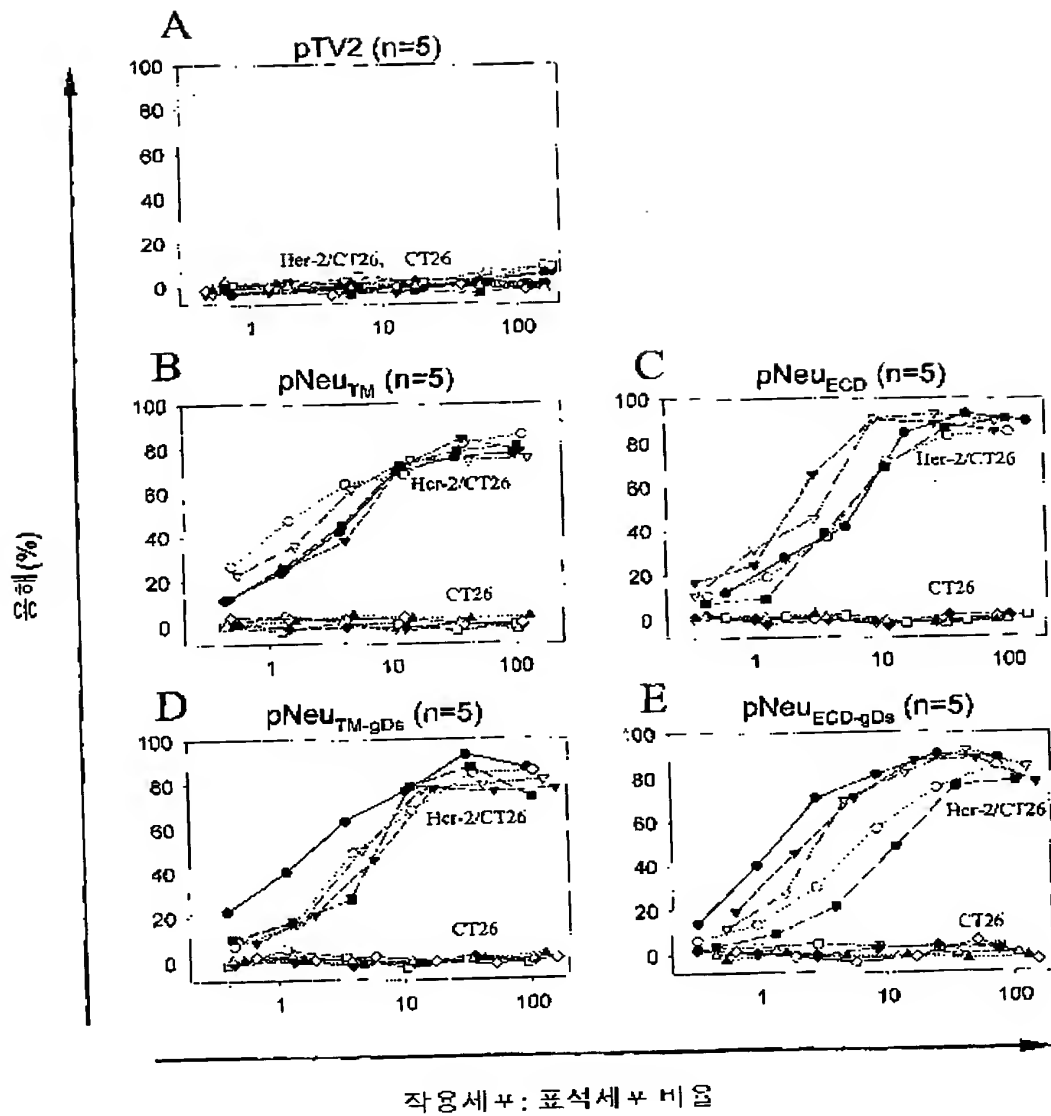 A
pTV2 (n=5)
100
80
60
40
20
0
Her-2/CT26, CT26
1 10 100
B
pNeuTM (n=5)
100
80
60
40
20
0
Her-2/CT26
CT26
1 10 100
C
pNeuECD (n=5)
100
80
60
40
20
0
Her-2/CT26
CT26
1 10 100
D
pNeuTM-gDs (n=5)
100
80
60
40
20
0
Her-2/CT26
CT26
1 10 100
E
pNeuECD-gDs (n=5)
100
80
60
40
20
0
Her-2/CT26
CT26
1 10 100
용해(%)
작용세포:표적세포 비율